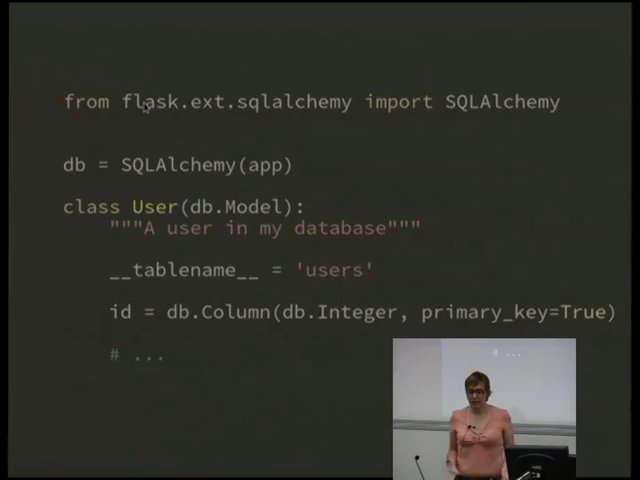 from flask.ext.sqlalchemy import SQLAlchemy
db = SQLAlchemy(app)
class User(db.Model):
"""A user in my database"""
__tablename__ = 'users'
id = db.Column(db.Integer, primary_key=True)
# ...
# ...